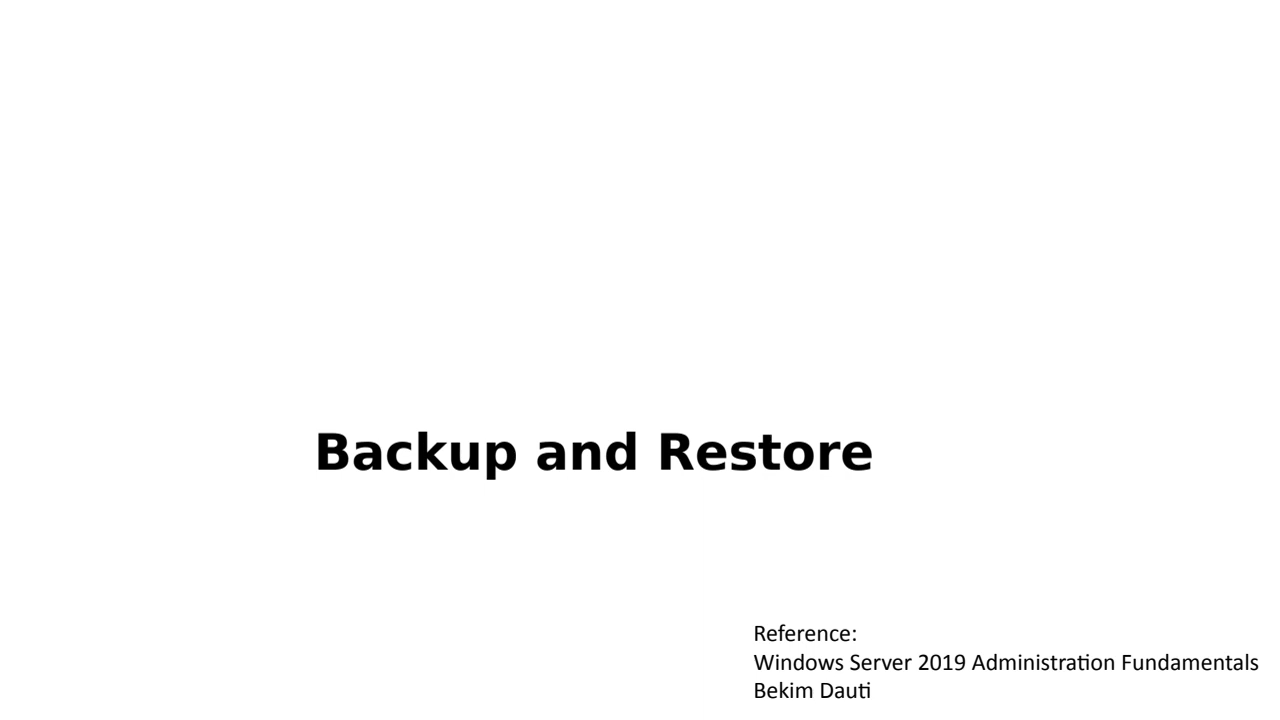 Backup and Restore
Reference:
Windows Server 2019 Administration Fundamentals
Bekim Dauti